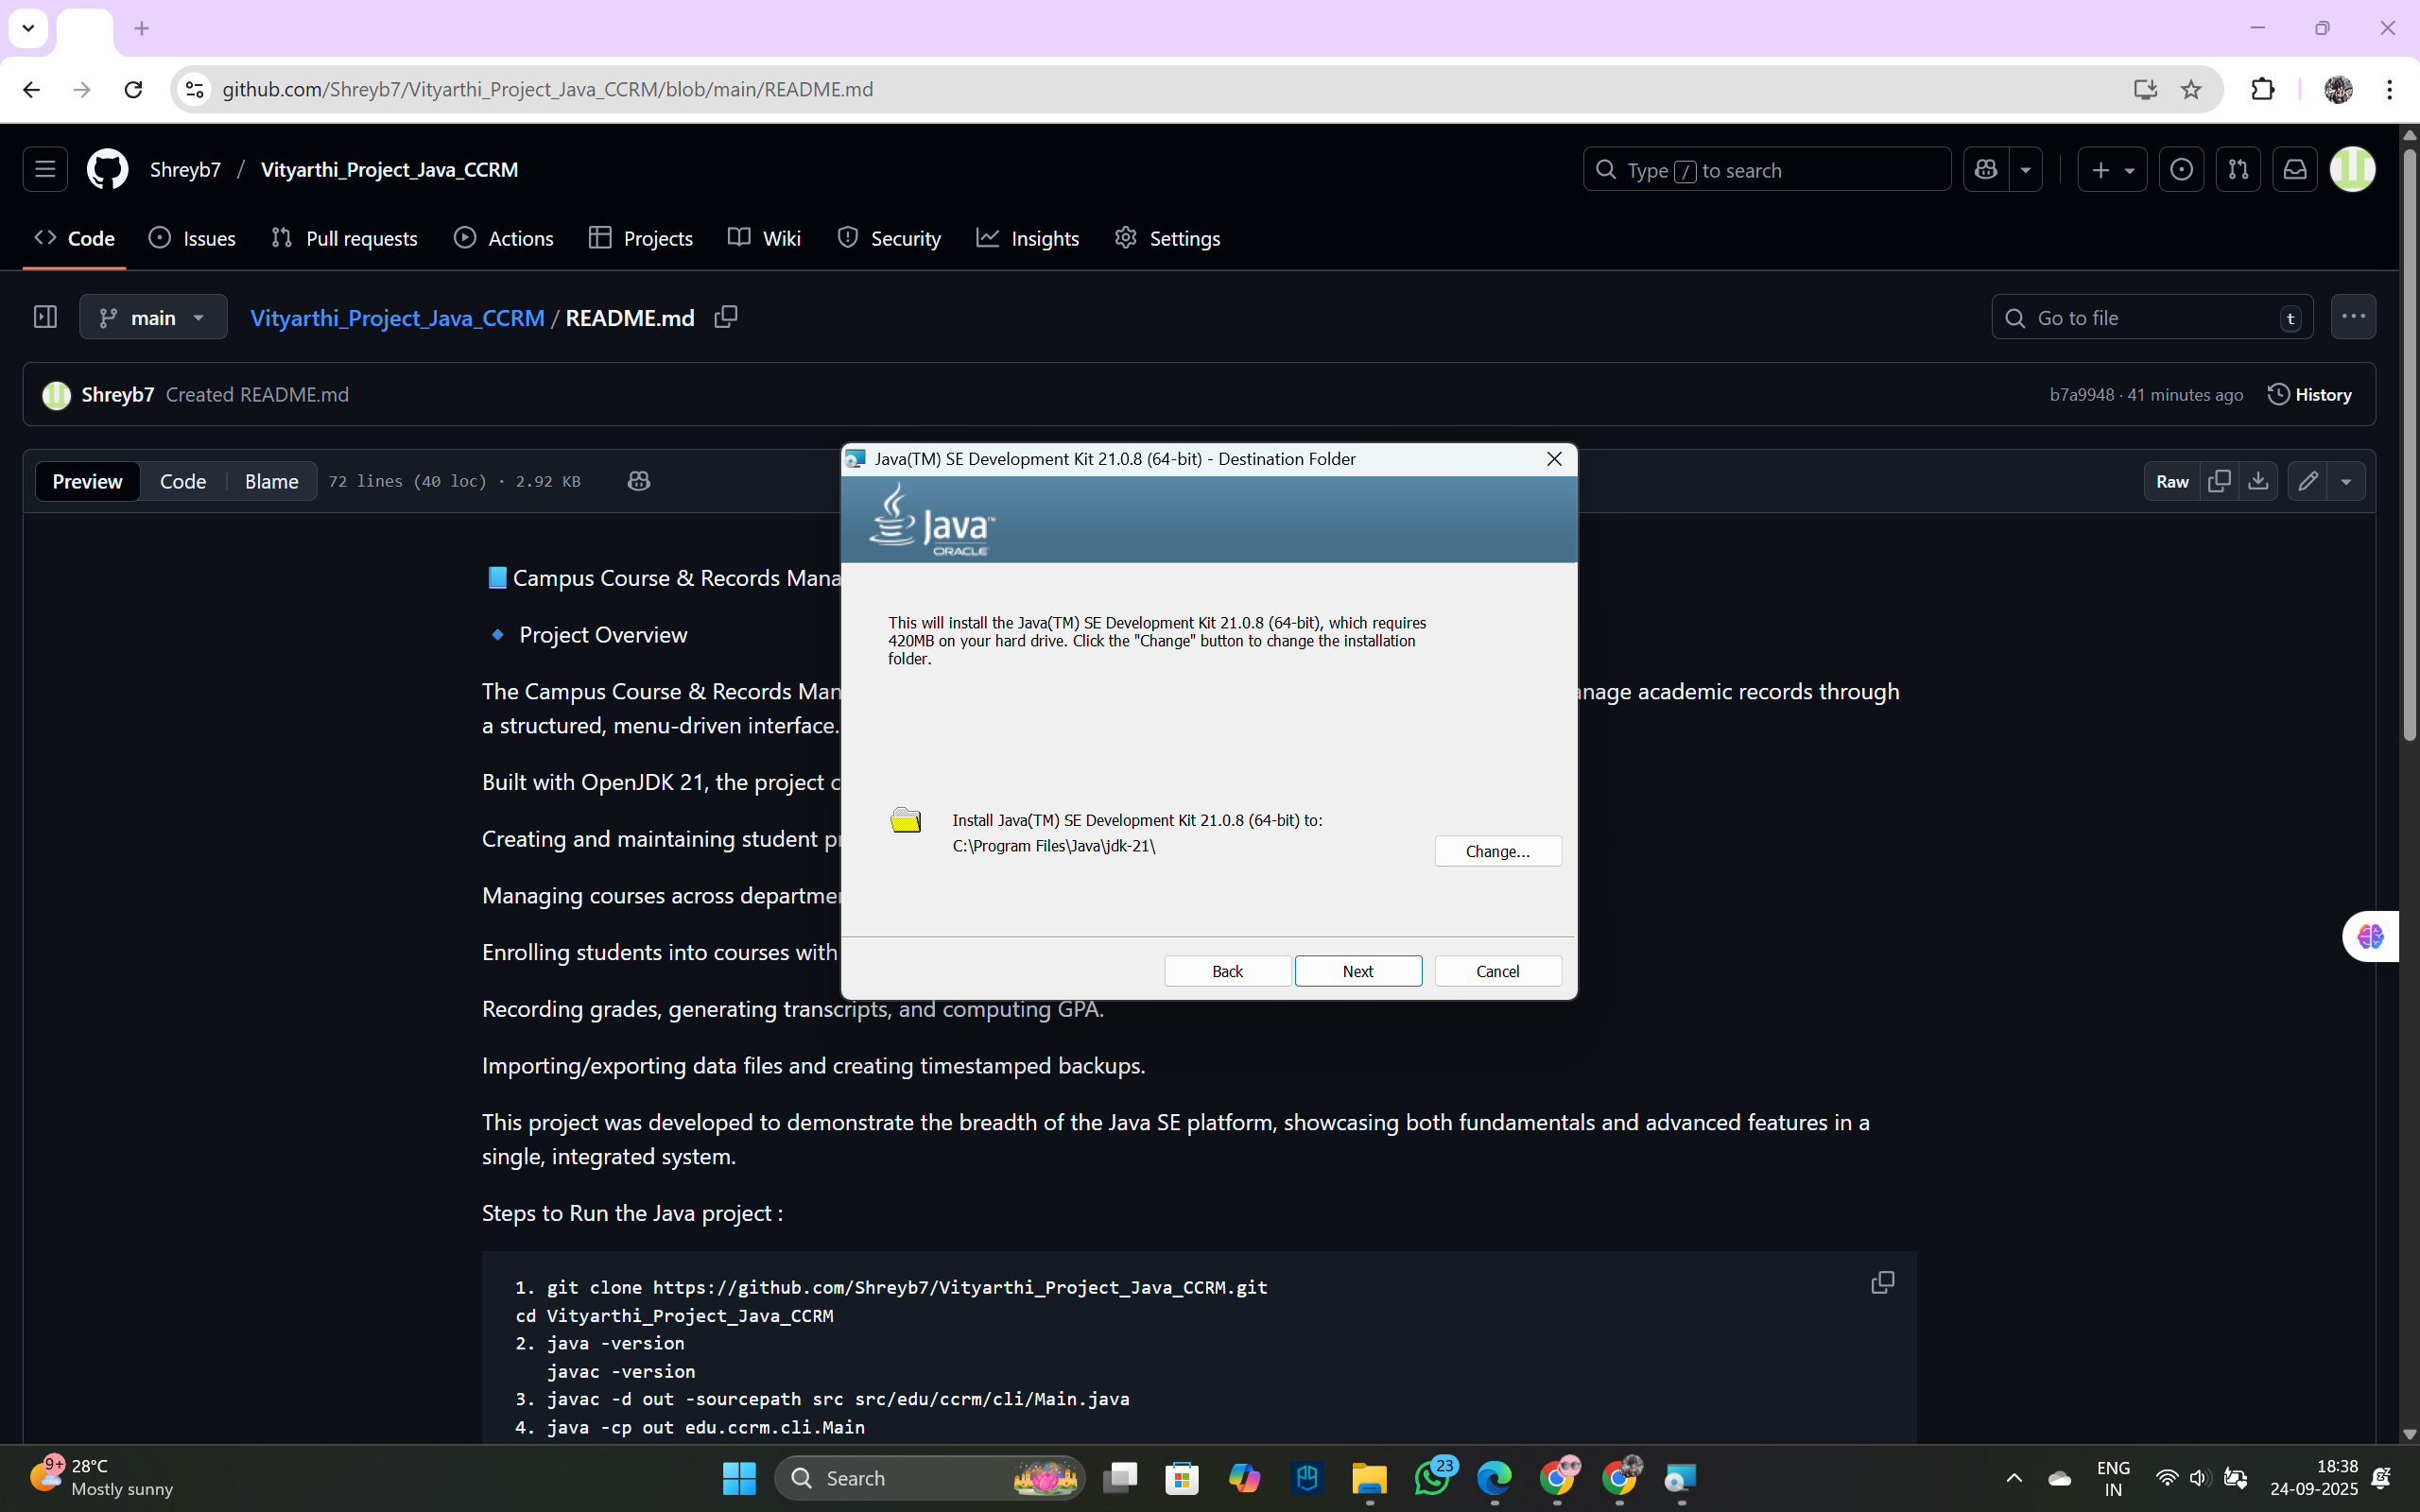 github.com/Shreyb7/Vityarthi_Project_Java_CCRM/blob/main/README.md
Shreyb7 / Vityarthi_Project_Java_CCRM
Type / to search
Code
Issues
Pull requests
Actions
Projects
Wiki
Security
Insights
Settings
main
Vityarthi_Project_Java_CCRM / README.md
Go to file
t
Shreyb7 Created README.md
b7a9948 · 41 minutes ago
History
Preview
Code
Blame
72 lines (40 loc) · 2.92 KB
Raw
Java(TM) SE Development Kit 21.0.8 (64-bit) - Destination Folder
Java™
ORACLE
This will install the Java(TM) SE Development Kit 21.0.8 (64-bit), which requires
420MB on your hard drive. Click the "Change" button to change the installation
folder.
Install Java(TM) SE Development Kit 21.0.8 (64-bit) to:
C:\Program Files\Java\jdk-21\
Change...
Back
Next
Cancel
Campus Course & Records Mana
Project Overview
The Campus Course & Records Man
anage academic records through
a structured, menu-driven interface.
Built with OpenJDK 21, the project c
Creating and maintaining student pr
Managing courses across departmen
Enrolling students into courses with
Recording grades, generating transcripts, and computing GPA.
Importing/exporting data files and creating timestamped backups.
This project was developed to demonstrate the breadth of the Java SE platform, showcasing both fundamentals and advanced features in a
single, integrated system.
Steps to Run the Java project :
1. git clone https://github.com/Shreyb7/Vityarthi_Project_Java_CCRM.git
cd Vityarthi_Project_Java_CCRM
2. java -version
javac -version
3. javac -d out -sourcepath src src/edu/ccrm/cli/Main.java
4. java -cp out edu.ccrm.cli.Main
9+
28°C
Mostly sunny
Search
23
ENG
IN
18:38
24-09-2025